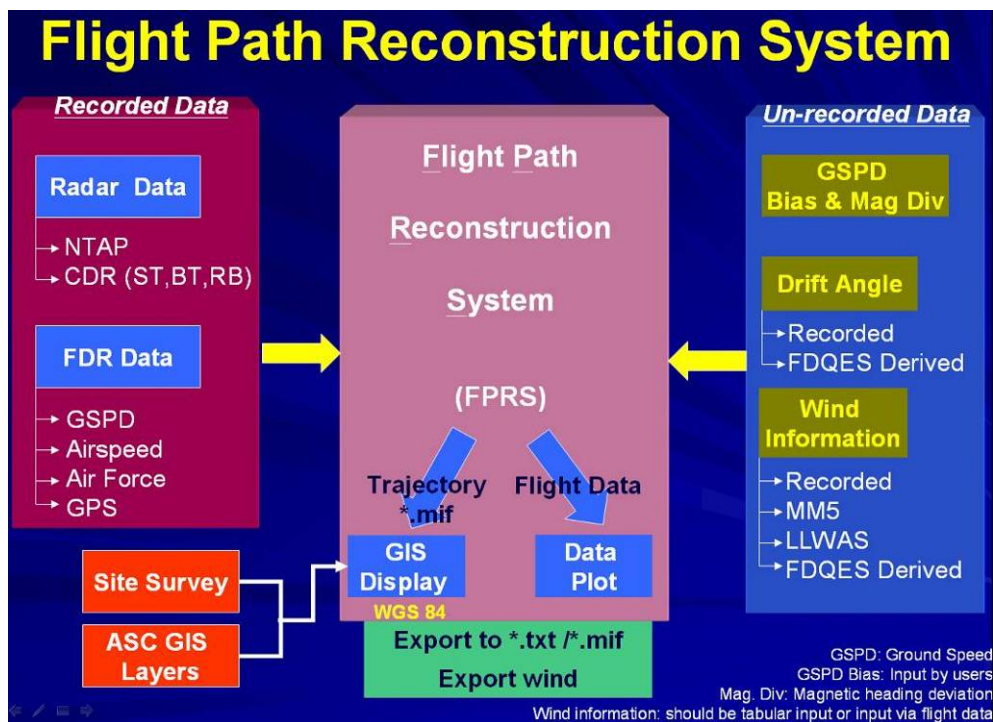 Flight Path Reconstruction System
Recorded Data
Radar Data
NTAP
CDR (ST,BT,RB)
FDR Data
GSPD
Airspeed
Air Force
GPS
Site Survey
ASC GIS
Layers
Flight Path
Reconstruction
System
(FPRS)
Trajectory
*.mif
Flight Data
GIS
Display
WGS 84
Data
Plot
Export to *.txt /*.mif
Export wind
Un-recorded Data
GSPD
Bias & Mag Div
Drift Angle
Recorded
FDQES Derived
Wind
Information
Recorded
MM5
LLWAS
FDQES Derived
GSPD: Ground Speed
GSPD Bias: Input by users
Mag. Div: Magnetic heading deviation
Wind information: should be tabular input or input via flight data